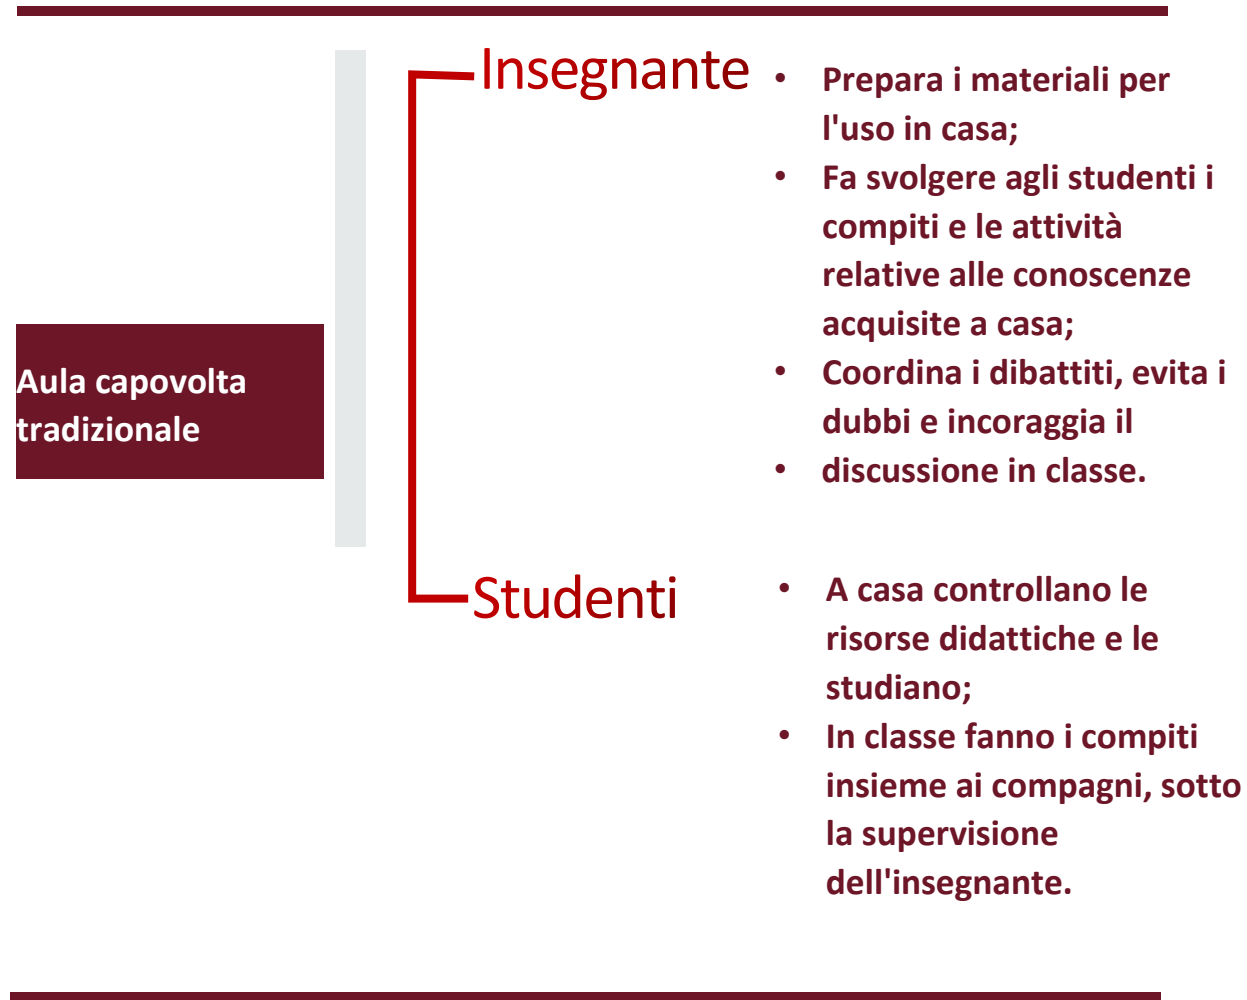 Aula capovolta
tradizionale
Insegnante
• Prepara i materiali per
l'uso in casa;
• Fa svolgere agli studenti i
compiti e le attività
relative alle conoscenze
acquisite a casa;
• Coordina i dibattiti, evita i
dubbi e incoraggia il
• discussione in classe.
Studenti
• A casa controllano le
risorse didattiche e le
studiano;
• In classe fanno i compiti
insieme ai compagni, sotto
la supervisione
dell'insegnante.